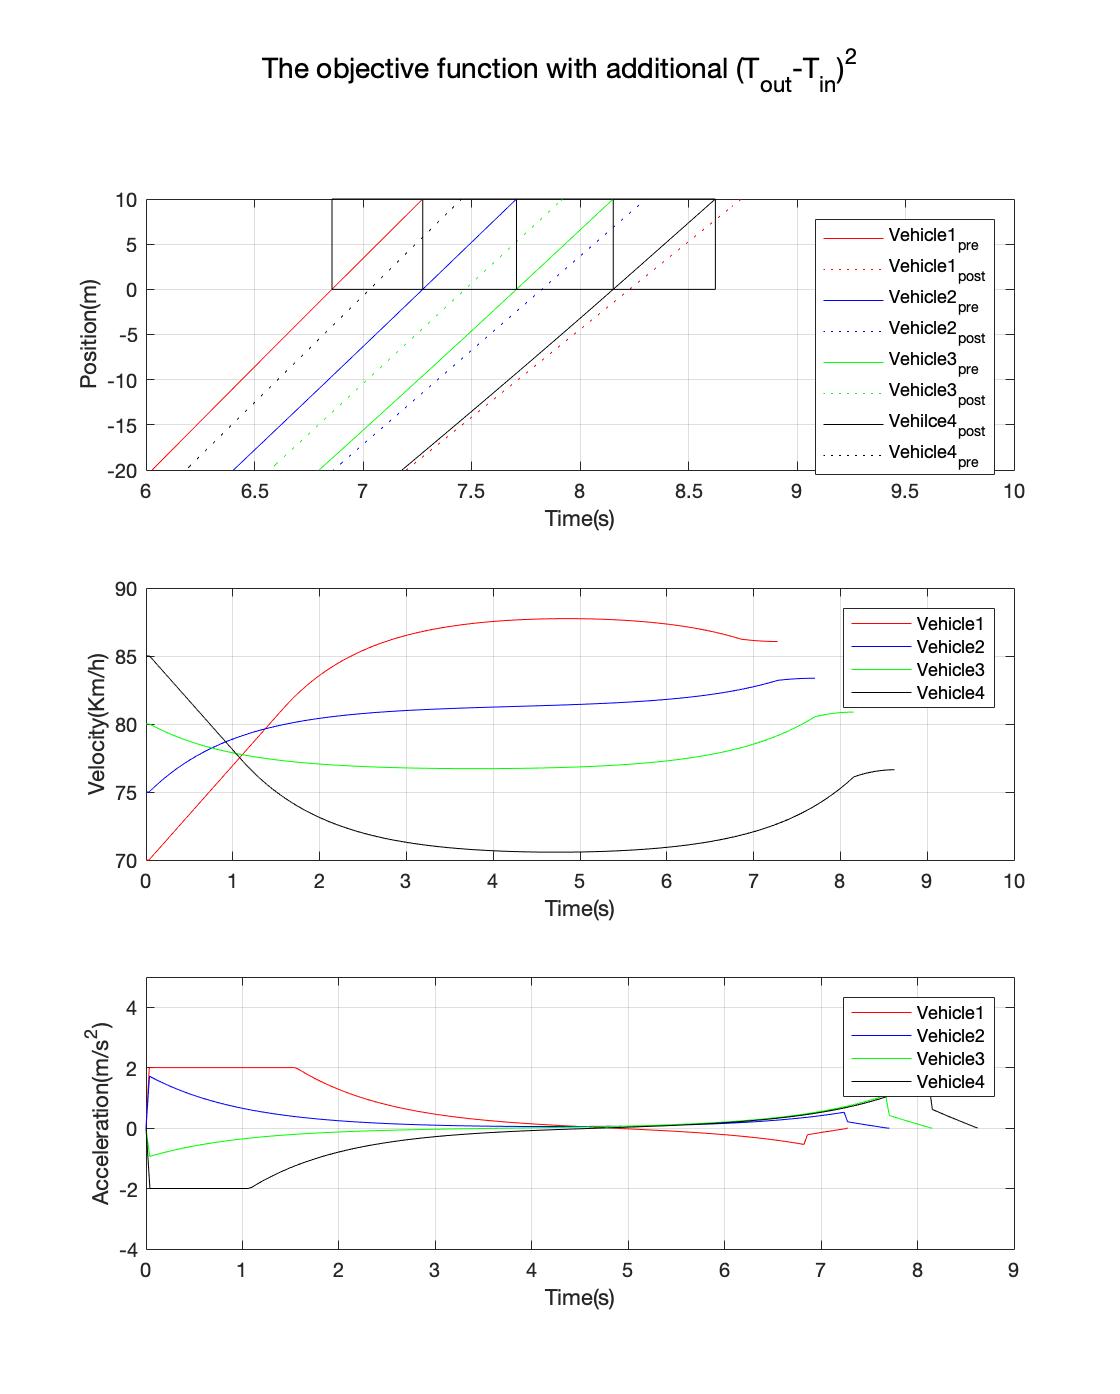 The objective function with additional (T_out-T_in)^2
10
5
0
-5
-10
-15
-20
Position(m)
6 6.5 7 7.5 8 8.5 9 9.5 10
Time(s)
Vehicle1_pre
Vehicle1_post
Vehicle2_pre
Vehicle2_post
Vehicle3_pre
Vehicle3_post
Vehilce4_post
Vehicle4_pre
90
85
80
75
70
Velocity(Km/h)
0 1 2 3 4 5 6 7 8 9 10
Time(s)
Vehicle1
Vehicle2
Vehicle3
Vehicle4
4
2
0
-2
-4
Acceleration(m/s^2)
0 1 2 3 4 5 6 7 8 9
Time(s)
Vehicle1
Vehicle2
Vehicle3
Vehicle4